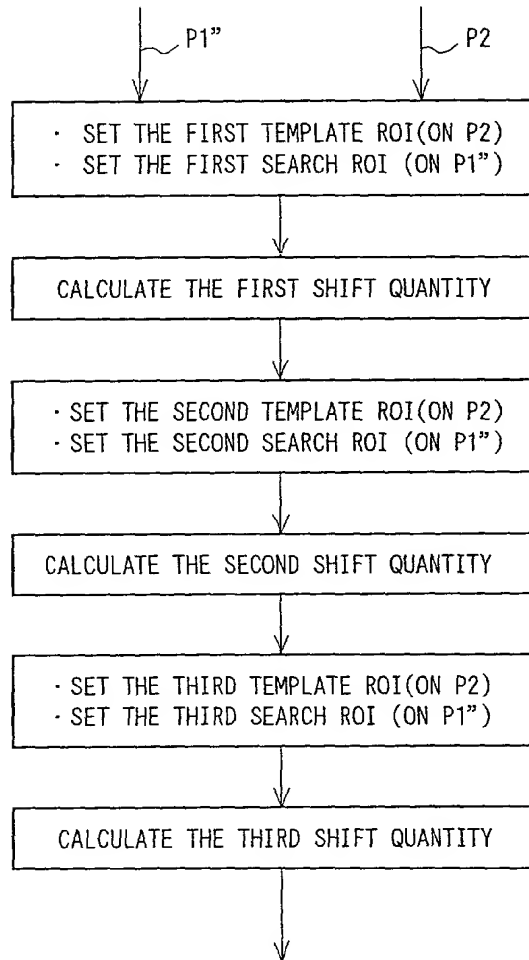 P1” P2
· SET THE FIRST TEMPLATE ROI(ON P2)
· SET THE FIRST SEARCH ROI (ON P1”)
CALCULATE THE FIRST SHIFT QUANTITY
· SET THE SECOND TEMPLATE ROI(ON P2)
· SET THE SECOND SEARCH ROI (ON P1”)
CALCULATE THE SECOND SHIFT QUANTITY
· SET THE THIRD TEMPLATE ROI(ON P2)
· SET THE THIRD SEARCH ROI (ON P1”)
CALCULATE THE THIRD SHIFT QUANTITY